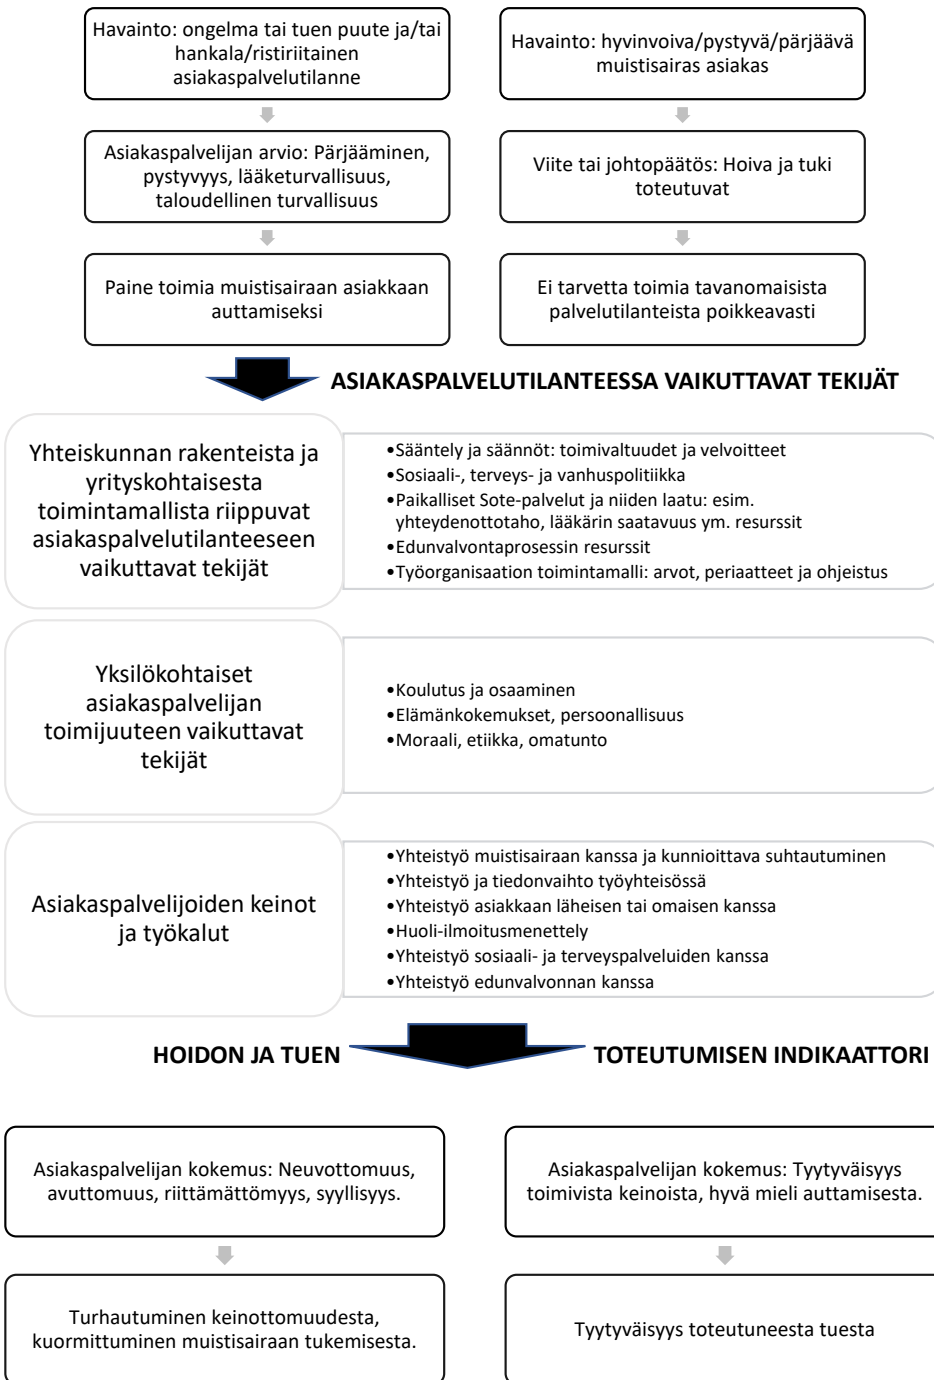 Havainto: ongelma tai tuen puute ja/tai
hankala/ristiriitainen
asiakaspalvelutilanne
Havainto: hyvinvoiva/pystyvä/pärjäävä
muistisairas asiakas
Asiakaspalvelijan arvio: Pärjääminen,
pystyvyys, lääketurvallisuus,
taloudellinen turvallisuus
Viite tai johtopäätös: Hoiva ja tuki
toteutuvat
Paine toimia muistisairaan asiakkaan
auttamiseksi
Ei tarvetta toimia tavanomaisista
palvelutilanteista poikkeavasti
ASIAKASPALVELUTILANTEESSA VAIKUTTAVAT TEKIJÄT
Yhteiskunnan rakenteista ja
yrityskohtaisesta
toimintamallista riippuvat
asiakaspalvelutilanteeseen
vaikuttavat tekijät
•Sääntely ja säännöt: toimivaltuudet ja velvoitteet
•Sosiaali-, terveys- ja vanhuspolitiikka
•Paikalliset Sote-palvelut ja niiden laatu: esim.
yhteydenottotaho, lääkärin saatavuus ym. resurssit
•Edunvalvontaprosessin resurssit
•Työorganisaation toimintamalli: arvot, periaatteet ja ohjeistus
Yksilökohtaiset
asiakaspalvelijan
toimijuuteen vaikuttavat
tekijät
•Koulutus ja osaaminen
•Elämänkokemukset, persoonallisuus
•Moraali, etiikka, omatunto
Asiakaspalvelijoiden keinot
ja työkalut
•Yhteistyö muistisairaan kanssa ja kunnioittava suhtautuminen
•Yhteistyö ja tiedonvaihto työyhteisössä
•Yhteistyö asiakkaan läheisen tai omaisen kanssa
•Huoli-ilmoitusmenettely
•Yhteistyö sosiaali- ja terveyspalveluiden kanssa
•Yhteistyö edunvalvonnan kanssa
HOIDON JA TUEN TOTEUTUMISEN INDIKAATTORI
Asiakaspalvelijan kokemus: Neuvottomuus,
avuttomuus, riittämättömyys, syyllisyys.
Asiakaspalvelijan kokemus: Tyytyväisyys
toimivista keinoista, hyvä mieli auttamisesta.
Turhautuminen keinottomuudesta,
kuormittuminen muistisairaan tukemisesta.
Tyytyväisyys toteutuneesta tuesta